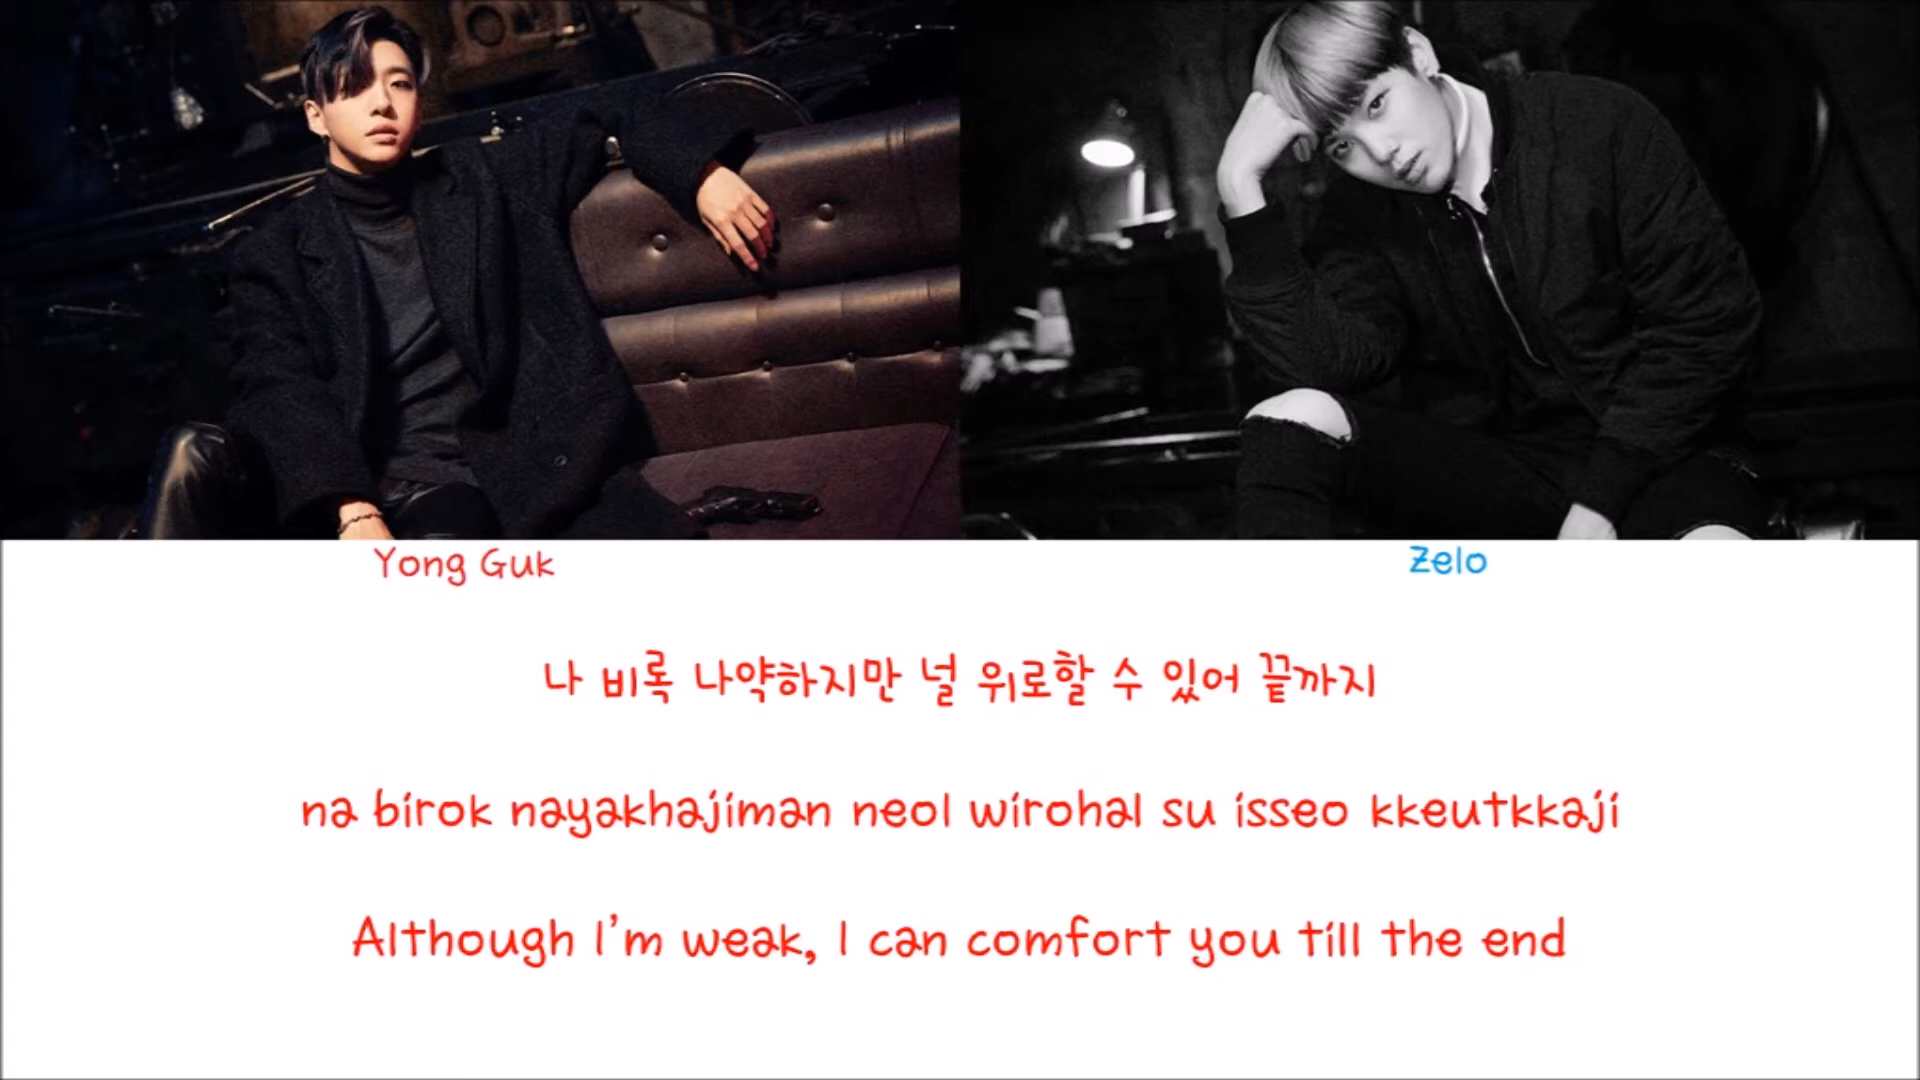 Yong Guk
Zelo
나 비록 나약하지만 널 위로할 수 있어 끝까지
na birok nayakhajiman neol wirohal su isseo kkeutkkaji
Although I'm weak, I can comfort you till the end